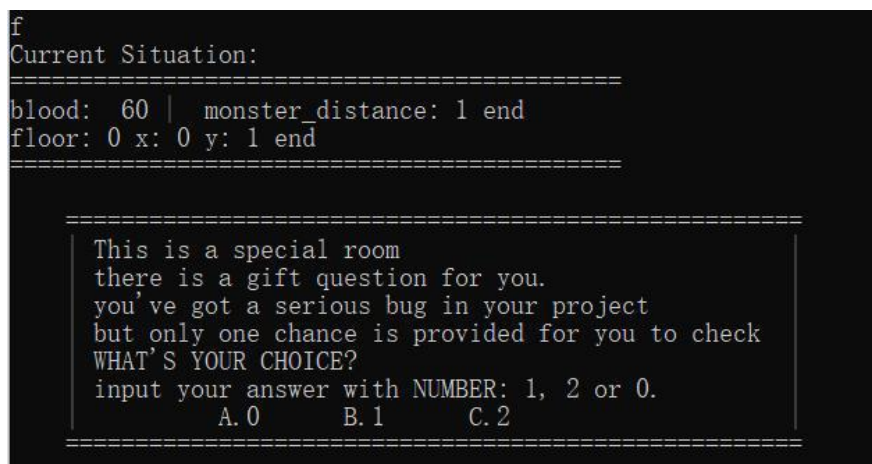 f
Current Situation:
============================================
blood:  60 |  monster_distance: 1 end
floor: 0 x: 0 y: 1 end
============================================
=====================================================
This is a special room
there is a gift question for you.
you've got a serious bug in your project
but only one chance is provided for you to check
WHAT'S YOUR CHOICE?
input your answer with NUMBER: 1, 2 or 0.
A.0      B.1      C.2
=====================================================